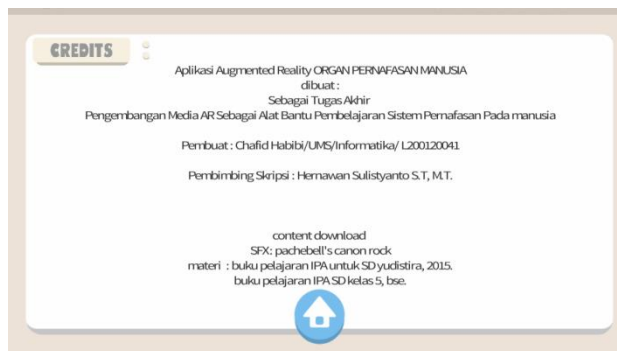 CREDITS
Aplikasi Augmented Reality ORGAN PERNAFASAN MANUSIA
dibuat :
Sebagai Tugas Akhir
Pengembangan Media AR Sebagai Alat Bantu Pembelajaran Sistem Pernafasan Pada manusia
Pembuat : Chafid Habibi/UMS/Informatika/ L200120041
Pembimbing Skripsi : Hernawan Sulistyanto S.T, M.T.
content download
SFX: pachebell's canon rock
materi : buku pelajaran IPA untuk SD yudistira, 2015.
buku pelajaran IPA SD kelas 5, bse.